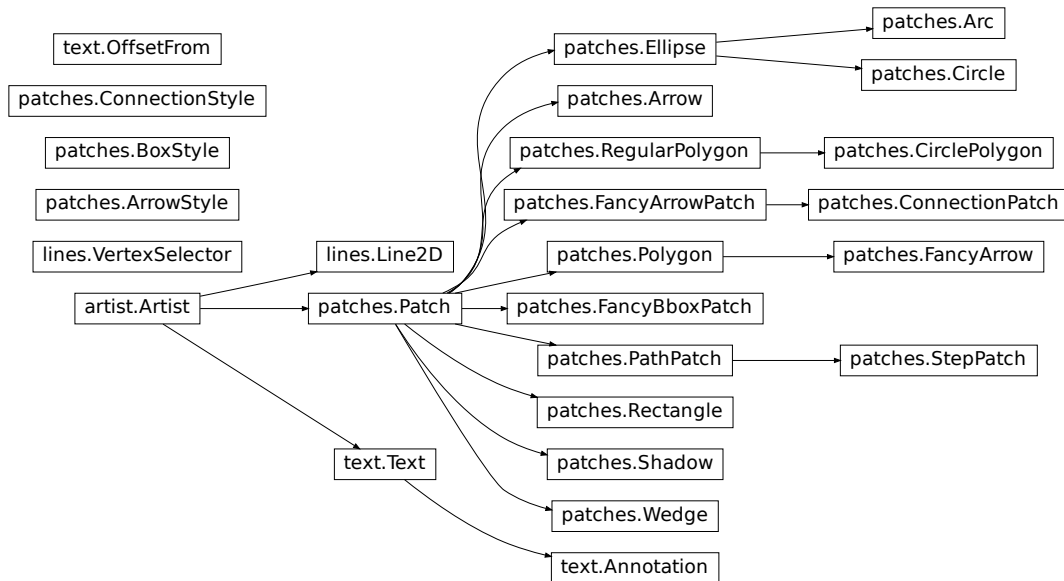 text.OffsetFrom
patches.ConnectionStyle
patches.BoxStyle
patches.ArrowStyle
lines.VertexSelector
artist.Artist
lines.Line2D
patches.Patch
text.Text
patches.Ellipse
patches.Arrow
patches.RegularPolygon
patches.FancyArrowPatch
patches.Polygon
patches.FancyBboxPatch
patches.PathPatch
patches.Rectangle
patches.Shadow
patches.Wedge
text.Annotation
patches.Arc
patches.Circle
patches.CirclePolygon
patches.ConnectionPatch
patches.FancyArrow
patches.StepPatch